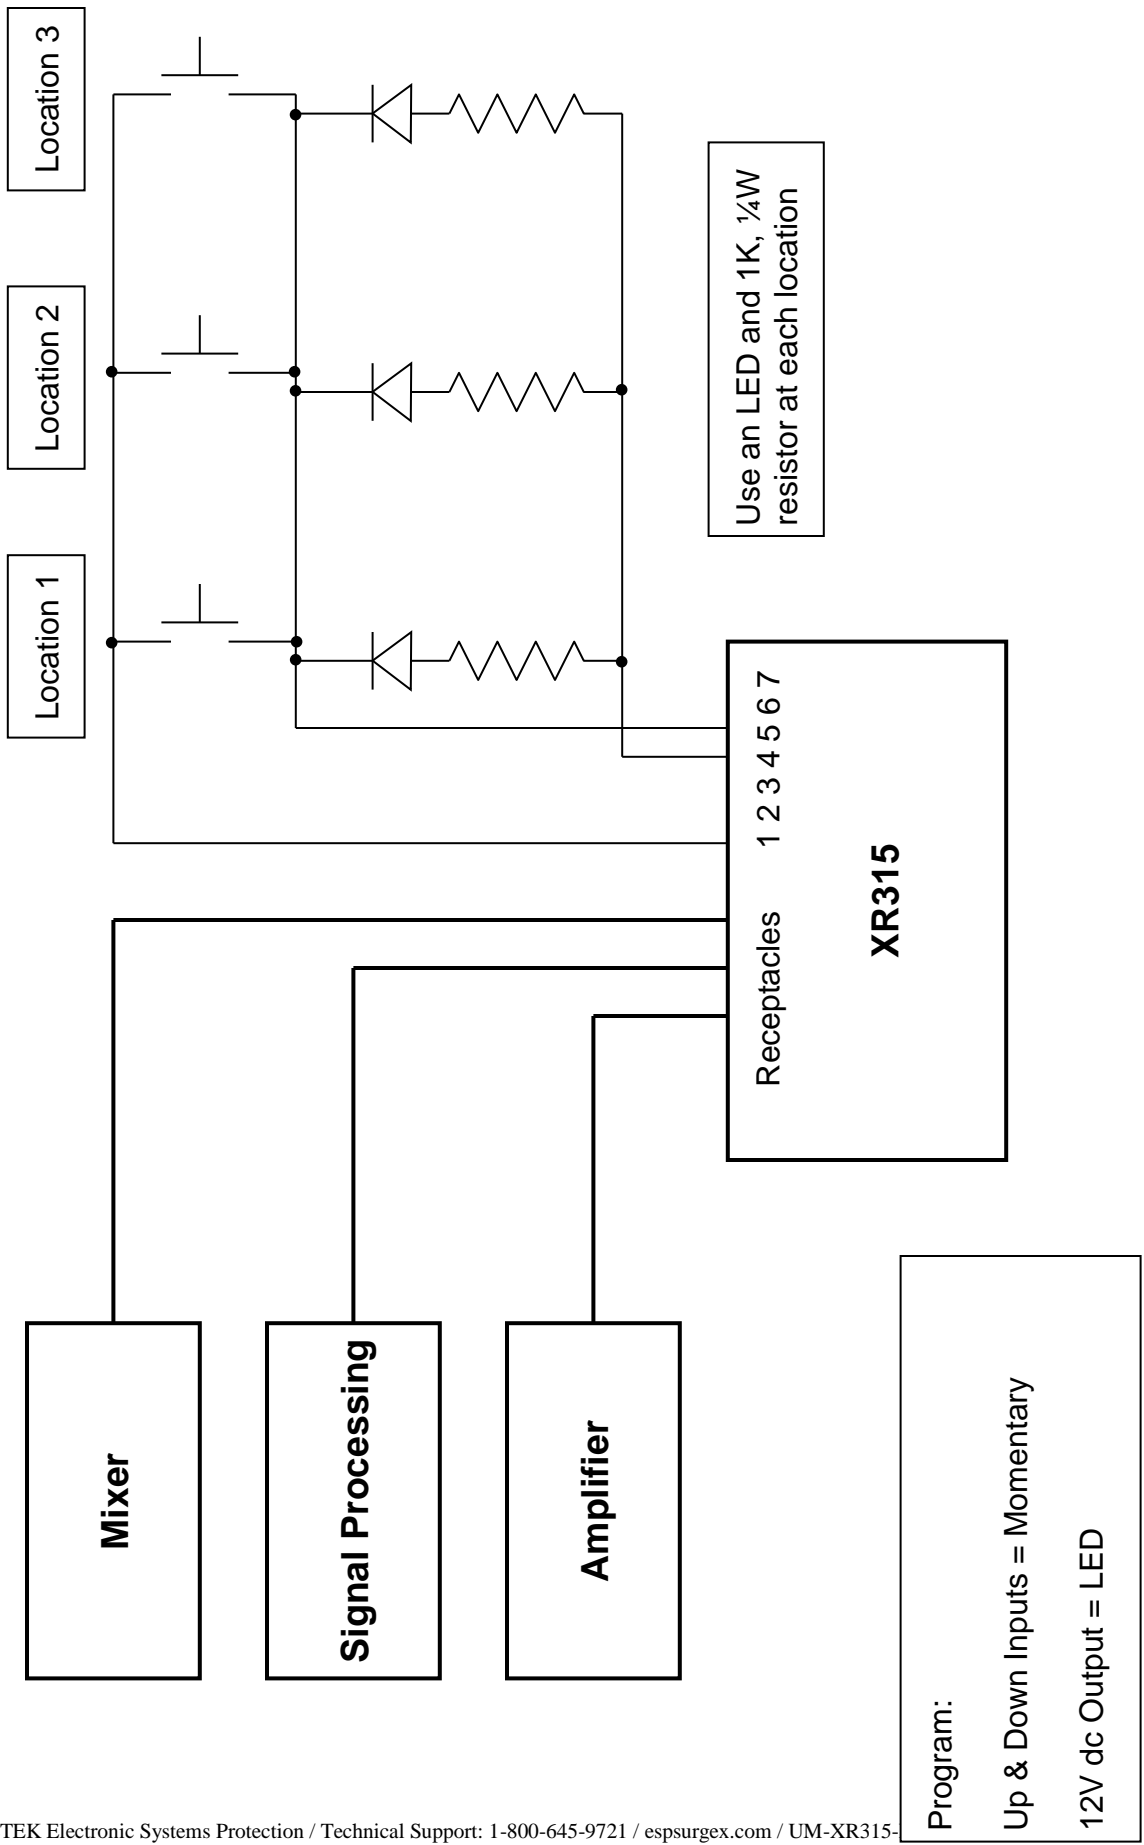 Mixer
Signal Processing
Amplifier
Location 1
Location 2
Location 3
Receptacles 1 2 3 4 5 6 7
XR315
Use an LED and 1K, ¼W
resistor at each location
Program:
Up & Down Inputs = Momentary
12V dc Output = LED
TEK Electronic Systems Protection / Technical Support: 1-800-645-9721 / espsurgex.com / UM-XR315-